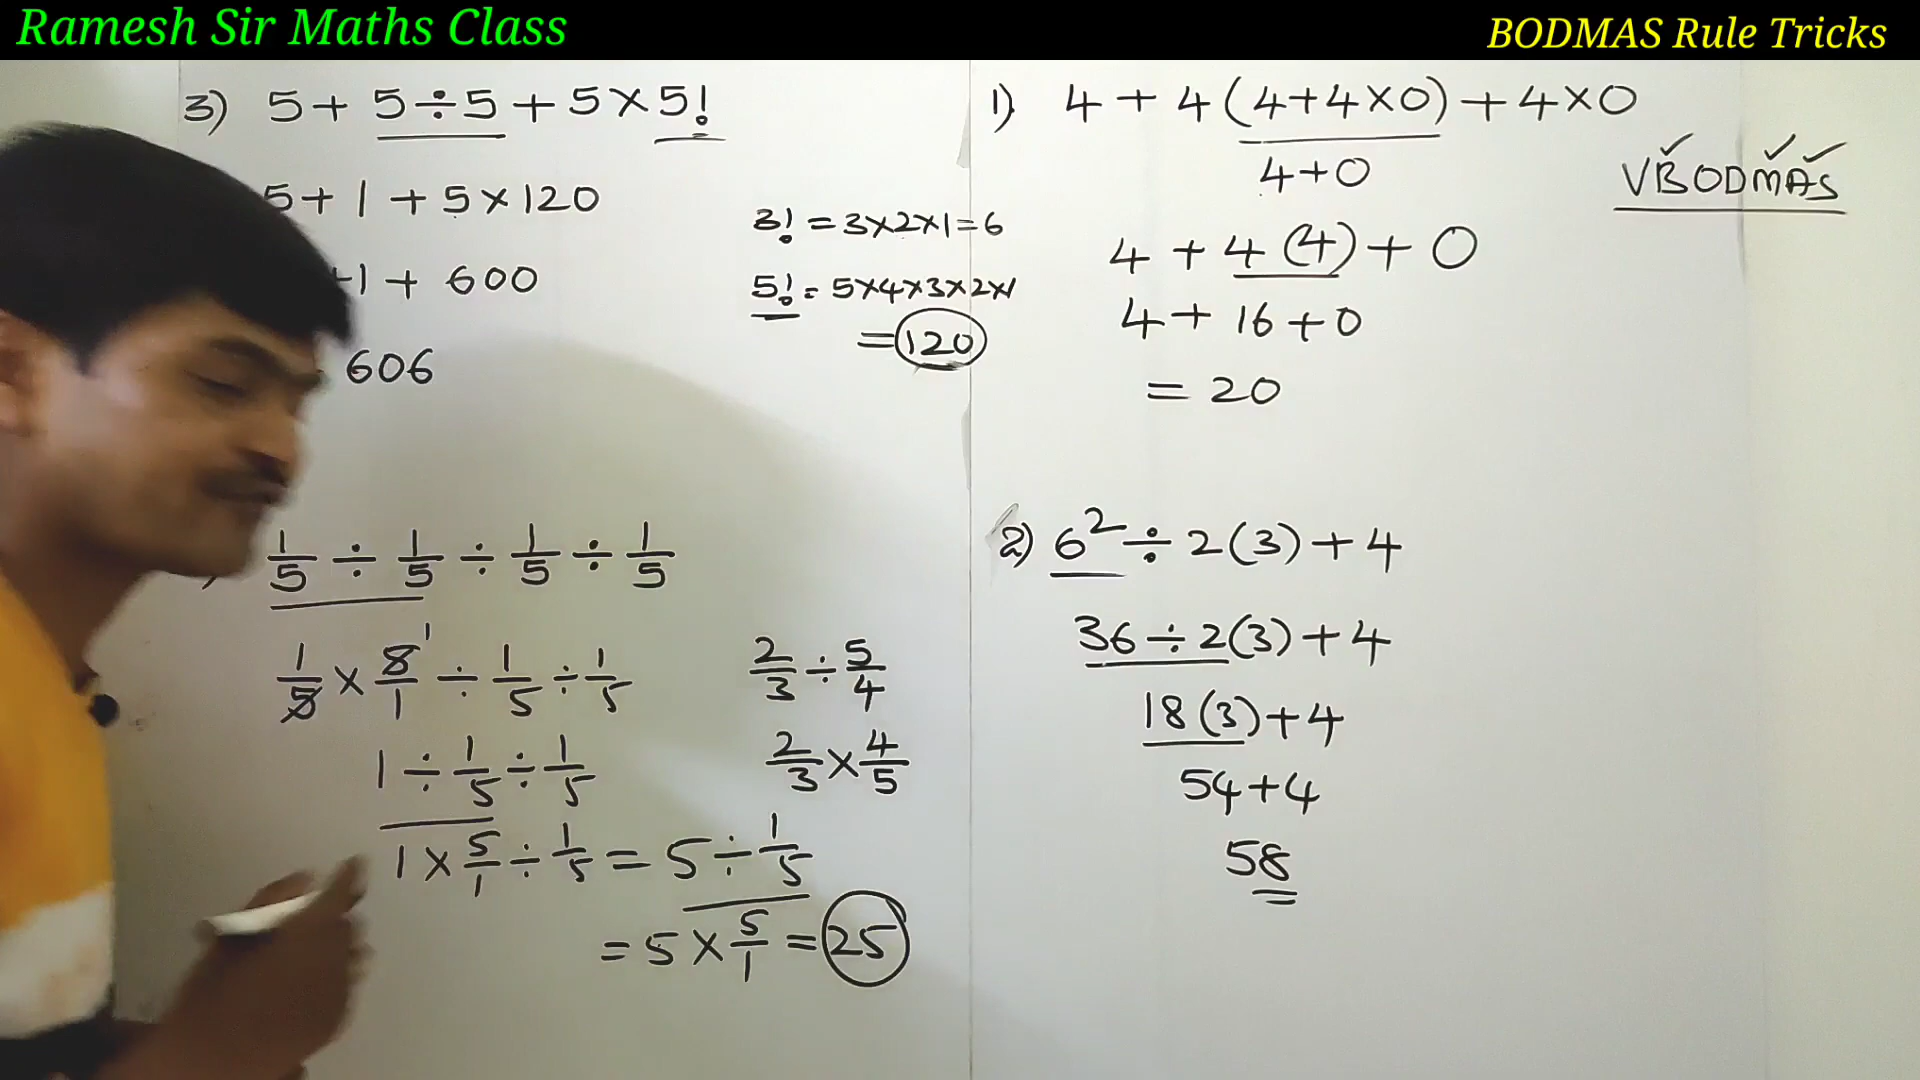 Ramesh Sir Maths Class
BODMAS Rule Tricks
3) 5 + 5 ÷ 5 + 5 × 5!
5 + 1 + 5 × 120
+ 1 + 600
606
3! = 3×2×1 = 6
5! = 5×4×3×2×1
= 120
1/5 ÷ 1/5 ÷ 1/5 ÷ 1/5
1/5 × 5/1 ÷ 1/5 ÷ 1/5
1 ÷ 1/5 ÷ 1/5
1 × 5/1 ÷ 1/5 = 5 ÷ 1/5
= 5 × 5/1 = 25
2/3 ÷ 5/4
2/3 × 4/5
1) 4 + 4 (4+4×0) + 4×0
4+0
4 + 4 (4) + 0
4 + 16 + 0
= 20
VBODMAS
2) 6² ÷ 2(3) + 4
36 ÷ 2(3) + 4
18(3) + 4
54+4
58